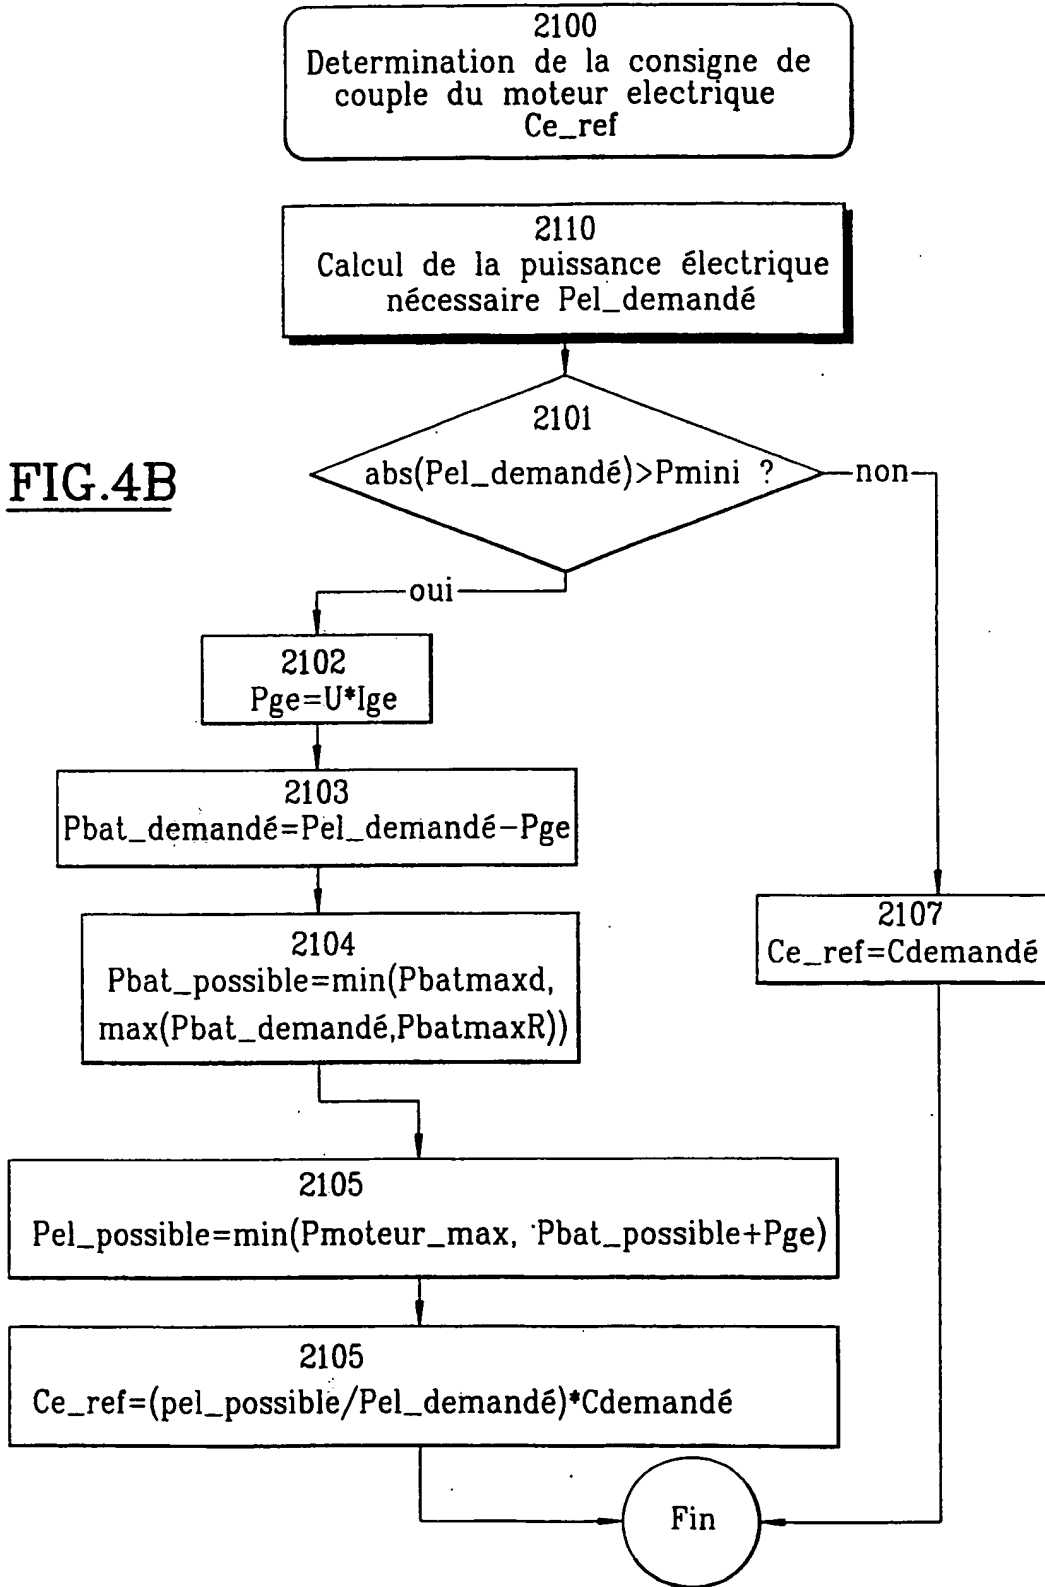 2100
Determination de la consigne de
couple du moteur electrique
Ce_ref
2110
Calcul de la puissance électrique
nécessaire Pel_demandé
2101
abs(Pel_demandé)>Pmini ?
non
FIG.4B
oui
2102
Pge=U*Ige
2103
Pbat_demandé=Pel_demandé-Pge
2104
Pbat_possible=min(Pbatmaxd,
max(Pbat_demandé,PbatmaxR))
2107
Ce_ref=Cdemandé
2105
Pel_possible=min(Pmoteur_max, Pbat_possible+Pge)
2105
Ce_ref=(pel_possible/Pel_demandé)*Cdemandé
Fin